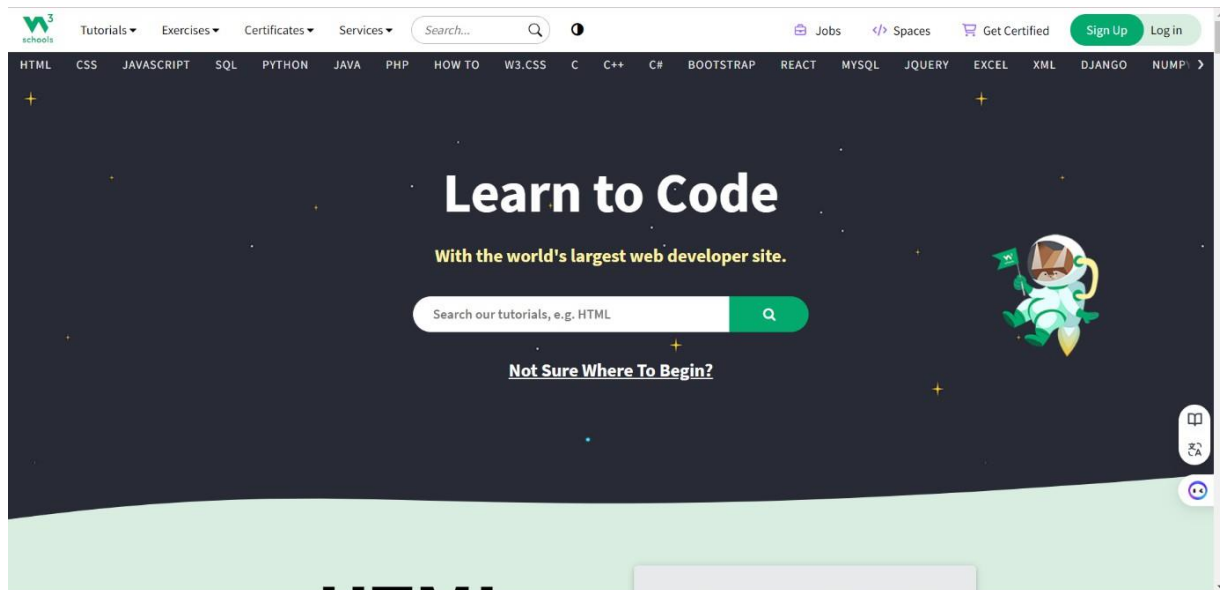 W3 schools
Tutorials Exercises Certificates Services Search... Jobs Spaces Get Certified Sign Up Log in
HTML CSS JAVASCRIPT SQL PYTHON JAVA PHP HOW TO W3.CSS C C++ C# BOOTSTRAP REACT MYSQL JQUERY EXCEL XML DJANGO
Learn to Code
With the world's largest web developer site.
Search our tutorials, e.g. HTML
Not Sure Where To Begin?